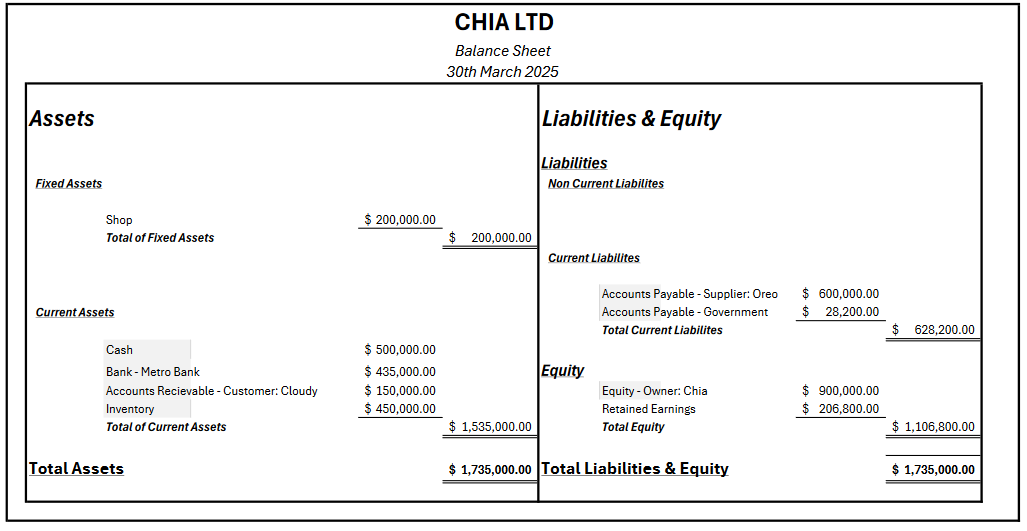 CHIA LTD
Balance Sheet
30th March 2025
Assets
Fixed Assets
Shop $ 200,000.00
Total of Fixed Assets $ 200,000.00
Current Assets
Cash $ 500,000.00
Bank - Metro Bank $ 435,000.00
Accounts Recievable - Customer: Cloudy $ 150,000.00
Inventory $ 450,000.00
Total of Current Assets $ 1,535,000.00
Total Assets $ 1,735,000.00
Liabilities & Equity
Liabilities
Non Current Liabilites
Current Liabilites
Accounts Payable - Supplier: Oreo $ 600,000.00
Accounts Payable - Government $ 28,200.00
Total Current Liabilites $ 628,200.00
Equity
Equity - Owner: Chia $ 900,000.00
Retained Earnings $ 206,800.00
Total Equity $ 1,106,800.00
Total Liabilities & Equity $ 1,735,000.00